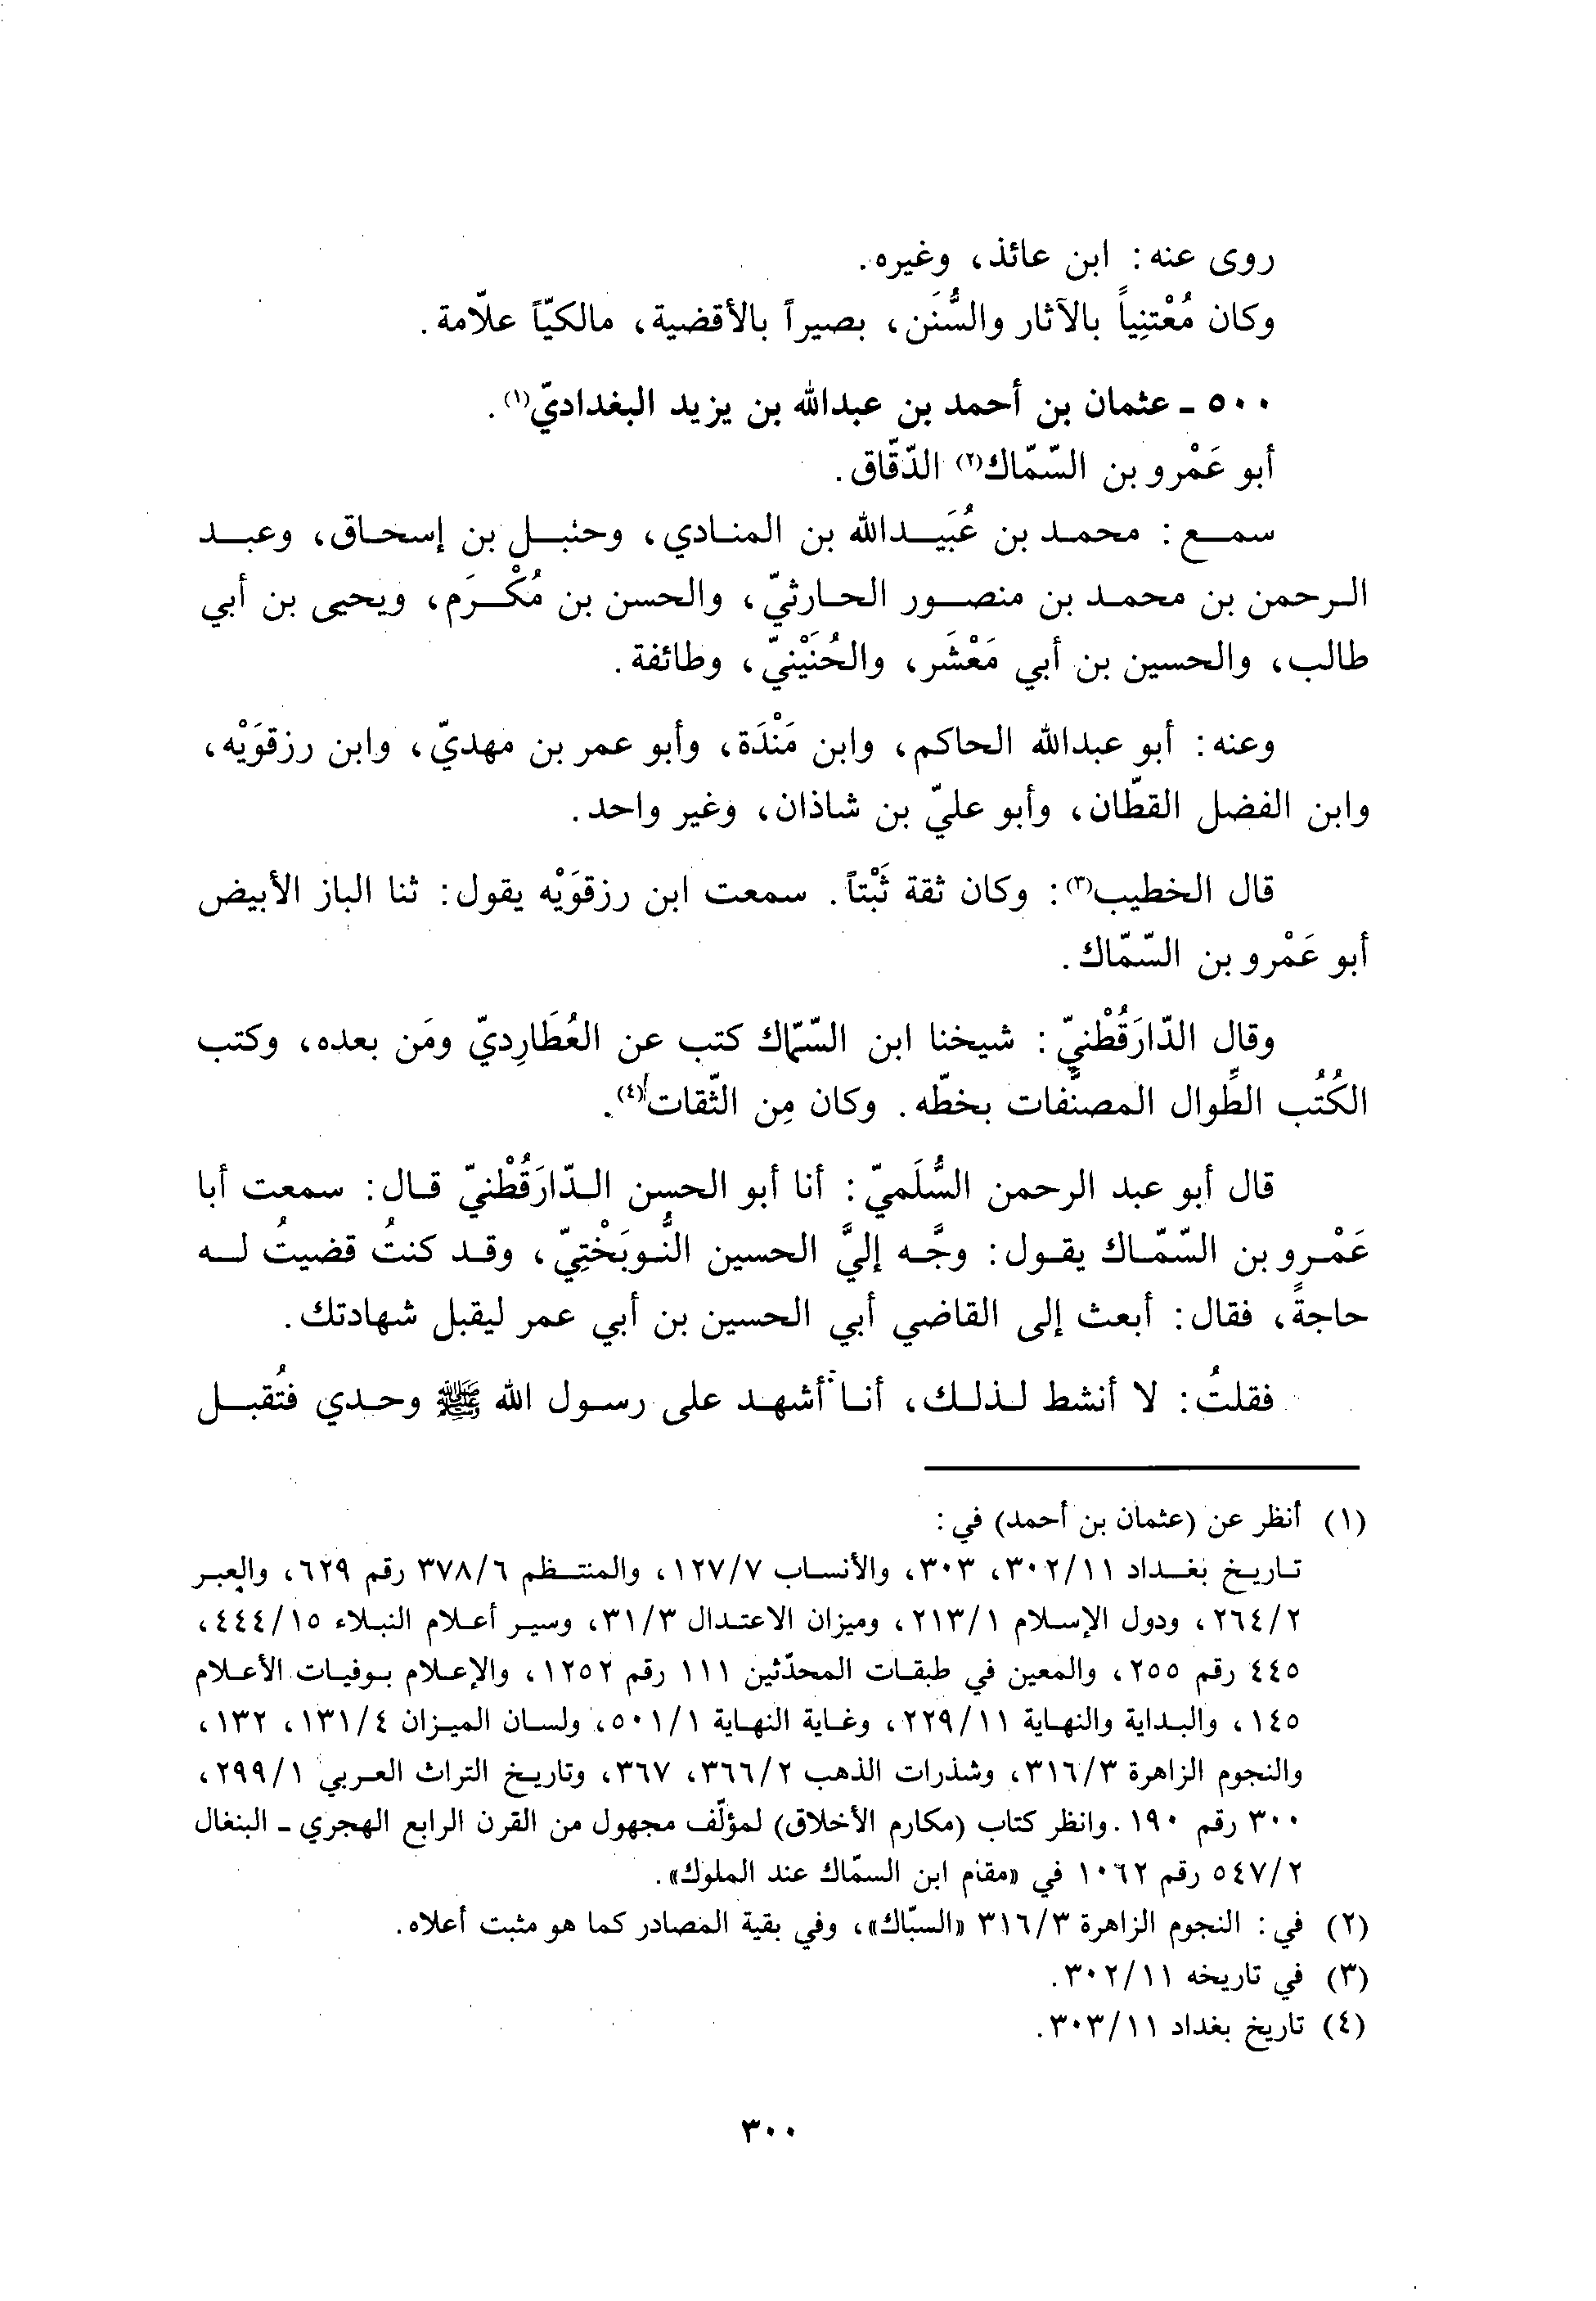 روى عنه: ابن عائذ، وغيره.
وكان مُعْتنِياً بالآثار والسُّنَن، بصيراً بالأقضية، مالكيّاً علّامة.
٥٠٠ - عثمان بن أحمد بن عبدالله بن يزيد البغداديّ(١).
أبو عَمْرو بن السّمّاك(٢) الدّقّاق.
سمع: محمد بن عُبَيدالله بن المنادي، وحنبل بن إسحاق، وعبد
الرحمن بن محمد بن منصور الحارثيّ، والحسن بن مُكْرَم، ويحيى بن أبي
طالب، والحسين بن أبي مَعْشَر، والحُنَيْنيّ، وطائفة.
وعنه: أبو عبدالله الحاكم، وابن مَنْدَة، وأبو عمر بن مهديّ، وابن رزقوَيْه،
وابن الفضل القطّان، وأبو عليّ بن شاذان، وغير واحد.
قال الخطيب(٣): وكان ثقة ثَبْتاً. سمعت ابن رزقوَيْه يقول: ثنا الباز الأبيض
أبو عَمْرو بن السّمّاك.
وقال الدّارَقُطْنيّ: شيخنا ابن السّمّاك كتب عن العُطَارِديّ ومَن بعده، وكتب
الكُتُب الطِّوال المصنَّفات بخطّه. وكان مِن الثّقات(٤).
قال أبو عبد الرحمن السُّلَميّ: أنا أبو الحسن الدّارَقُطْنيّ قال: سمعت أبا
عَمْرو بن السّمّاك يقول: وجَّه إليَّ الحسين النُّوبَخْتِيّ، وقد كنتُ قضيتُ له
حاجةً، فقال: أبعث إلى القاضي أبي الحسين بن أبي عمر ليقبل شهادتك.
فقلتُ: لا أنشط لذلك، أنا أشهد على رسول الله ﷺ وحدي فتُقبل
(١) أنظر عن (عثمان بن أحمد) في:
تاريخ بغداد ٣٠٢/١١، ٣٠٣، والأنساب ١٢٧/٧، والمنتظم ٣٧٨/٦ رقم ٦٢٩، والعبر
٢٦٤/٢، ودول الإسلام ٢١٣/١، وميزان الاعتدال ٣١/٣، وسير أعلام النبلاء ٤٤٤/١٥،
٤٤٥ رقم ٢٥٥، والمعين في طبقات المحدّثين ١١١ رقم ١٢٥٢، والإعلام بوفيات الأعلام
١٤٥، والبداية والنهاية ٢٢٩/١١، وغاية النهاية ٥٠١/١، ولسان الميزان ١٣١/٤، ١٣٢،
والنجوم الزاهرة ٣١٦/٣، وشذرات الذهب ٣٦٦/٢، ٣٦٧، وتاريخ التراث العربي ٢٩٩/١،
٣٠٠ رقم ١٩٠. وانظر كتاب (مكارم الأخلاق) لمؤلّف مجهول من القرن الرابع الهجري - البنغال
٥٤٧/٢ رقم ١٠٦٢ في «مقام ابن السمّاك عند الملوك».
(٢) في: النجوم الزاهرة ٣١٦/٣ «السبّاك»، وفي بقية المصادر كما هو مثبت أعلاه.
(٣) في تاريخه ٣٠٢/١١.
(٤) تاريخ بغداد ٣٠٣/١١.
٣٠٠